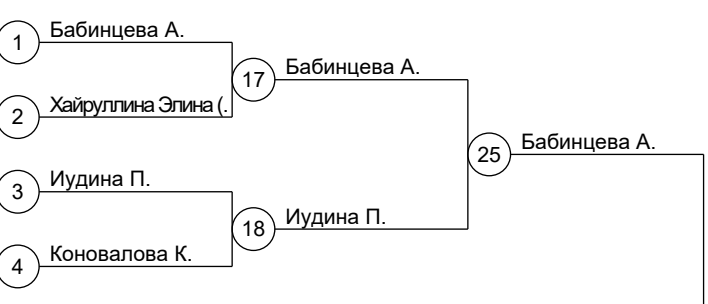 1 Бабинцева А.
17 Бабинцева А.
2 Хайруллина Элина (.
25 Бабинцева А.
3 Иудина П.
18 Иудина П.
4 Коновалова К.